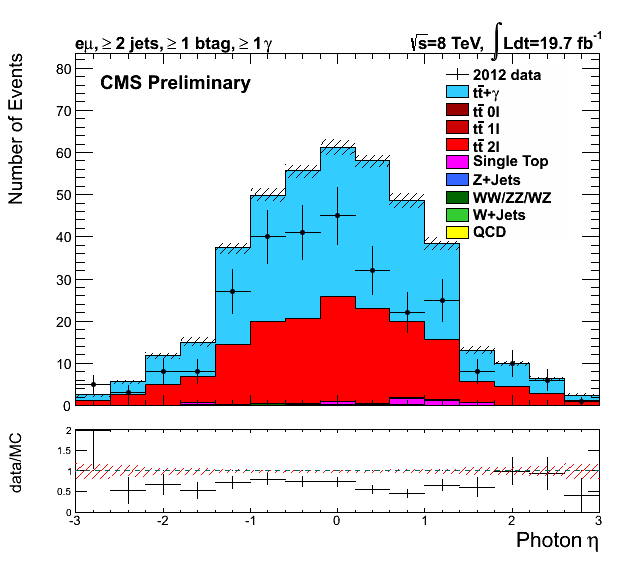 eμ, ≥ 2 jets, ≥ 1 btag, ≥ 1 γ
√s=8 TeV, ∫ Ldt=19.7 fb⁻¹
CMS Preliminary
Number of Events
80
70
60
50
40
30
20
10
0
2012 data
tt̄+γ
tt̄ 0l
tt̄ 1l
tt̄ 2l
Single Top
Z+Jets
WW/ZZ/WZ
W+Jets
QCD
data/MC
2
1.5
1
0.5
0
-3 -2 -1 0 1 2 3
Photon η